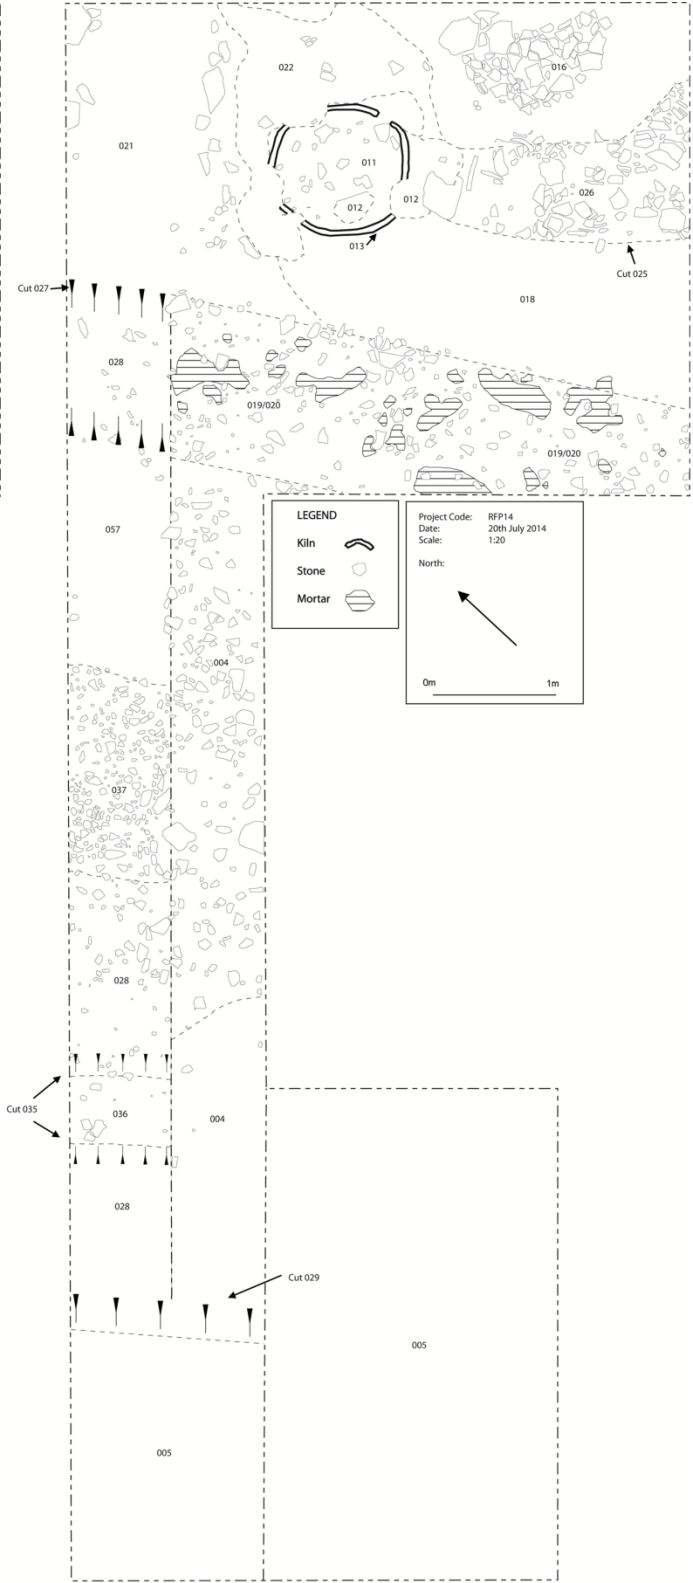 022
016
021
011
026
012
012
013
Cut 025
Cut 027
018
028
019/020
019/020
057
LEGEND
Kiln
Stone
Mortar
Project Code: RFP14
Date: 20th July 2014
Scale: 1:20
North:
0m 1m
004
037
028
Cut 035
036
004
028
Cut 029
005
005